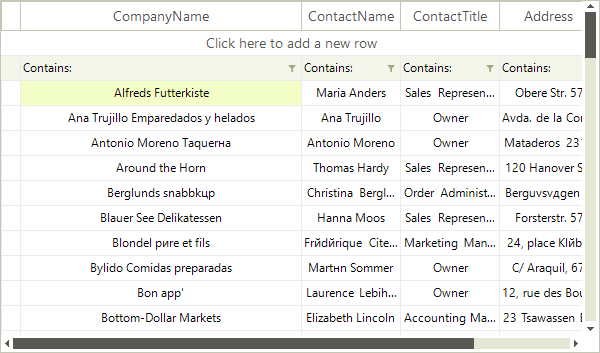 CompanyName ContactName ContactTitle Address
Click here to add a new row
Contains: Contains: Contains: Contains:
Alfreds Futterkiste Maria Anders Sales Represen... Obere Str. 57
Ana Trujillo Emparedados y helados Ana Trujillo Owner Avda. de la Con
Antonio Moreno Taquerнa Antonio Moreno Owner Mataderos 231
Around the Horn Thomas Hardy Sales Represen... 120 Hanover S
Berglunds snabbkцp Christina Bergl... Order Administ... Berguvsvдgen
Blauer See Delikatessen Hanna Moos Sales Represen... Forsterstr. 57
Blondel pиre et fils Frйdйrique Cite... Marketing Man... 24, place Klйb
Bylido Comidas preparadas Martнn Sommer Owner C/ Araquil, 67
Bon app' Laurence Lebih... Owner 12, rue des Bou
Bottom-Dollar Markets Elizabeth Lincoln Accounting Ma... 23 Tsawassen B